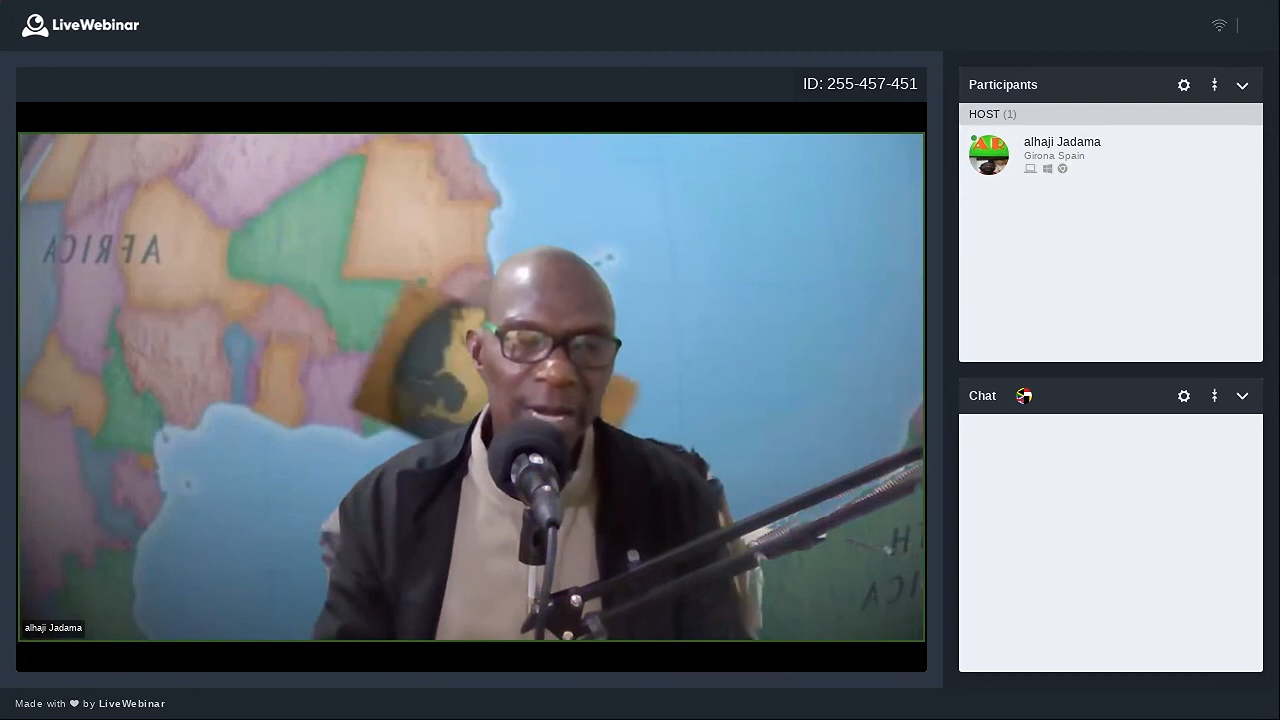 LiveWebinar
ID: 255-457-451
AFRICA
alhaji Jadama
Participants
HOST (1)
alhaji Jadama
Girona Spain
Chat
Made with by LiveWebinar